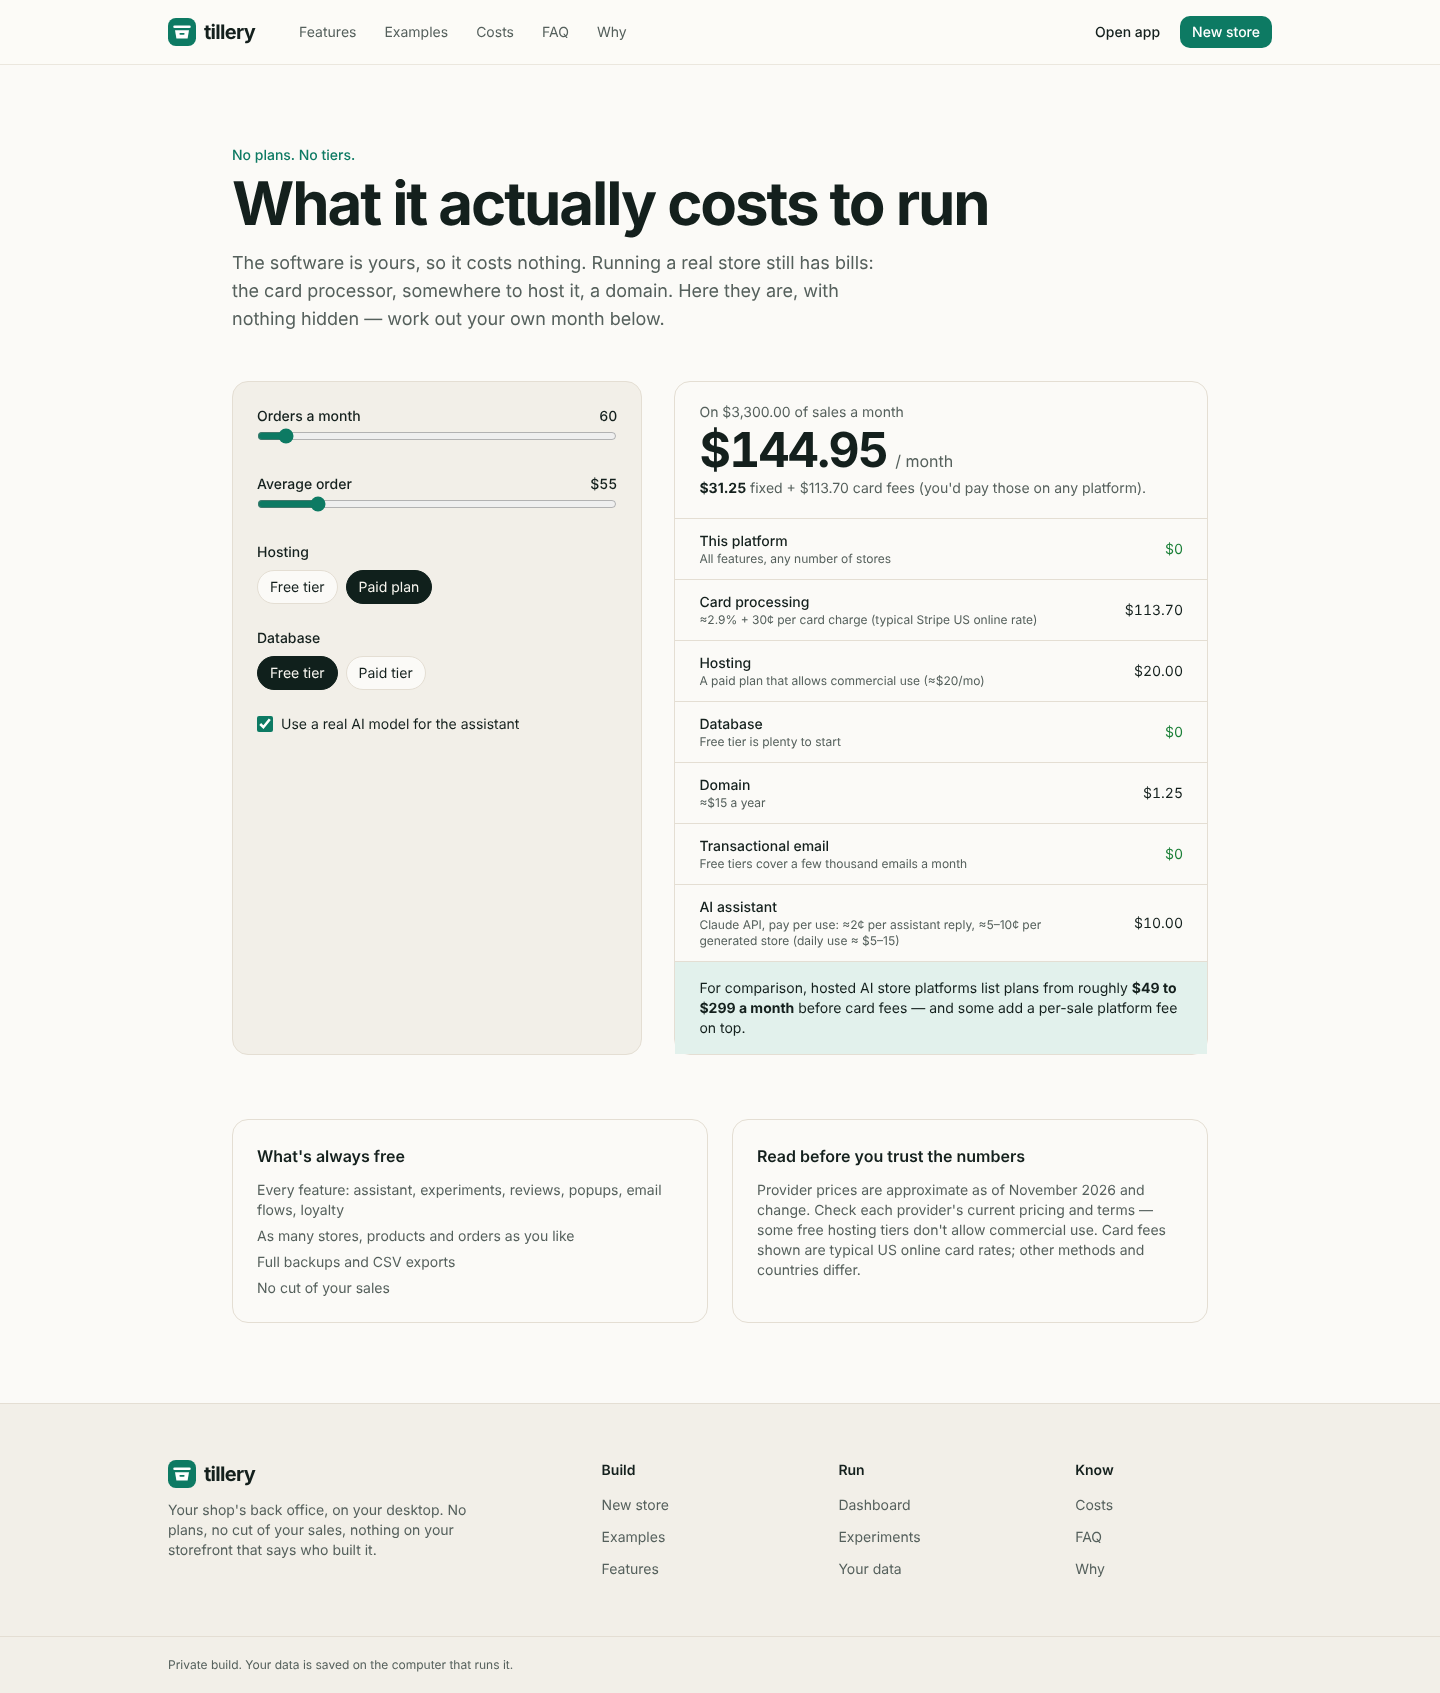 tillery
Features
Examples
Costs
FAQ
Why
Open app
New store
No plans. No tiers.
What it actually costs to run
The software is yours, so it costs nothing. Running a real store still has bills:
the card processor, somewhere to host it, a domain. Here they are, with
nothing hidden — work out your own month below.
Orders a month 60
Average order $55
Hosting
Free tier Paid plan
Database
Free tier Paid tier
Use a real AI model for the assistant
On $3,300.00 of sales a month
$144.95 / month
$31.25 fixed + $113.70 card fees (you'd pay those on any platform).
This platform
All features, any number of stores
$0
Card processing
≈2.9% + 30¢ per card charge (typical Stripe US online rate)
$113.70
Hosting
A paid plan that allows commercial use (≈$20/mo)
$20.00
Database
Free tier is plenty to start
$0
Domain
≈$15 a year
$1.25
Transactional email
Free tiers cover a few thousand emails a month
$0
AI assistant
Claude API, pay per use: ≈2¢ per assistant reply, ≈5–10¢ per
generated store (daily use ≈ $5–15)
$10.00
For comparison, hosted AI store platforms list plans from roughly $49 to
$299 a month before card fees — and some add a per-sale platform fee
on top.
What's always free
Every feature: assistant, experiments, reviews, popups, email
flows, loyalty
As many stores, products and orders as you like
Full backups and CSV exports
No cut of your sales
Read before you trust the numbers
Provider prices are approximate as of November 2026 and
change. Check each provider's current pricing and terms —
some free hosting tiers don't allow commercial use. Card fees
shown are typical US online card rates; other methods and
countries differ.
tillery
Your shop's back office, on your desktop. No
plans, no cut of your sales, nothing on your
storefront that says who built it.
Build
New store
Examples
Features
Run
Dashboard
Experiments
Your data
Know
Costs
FAQ
Why
Private build. Your data is saved on the computer that runs it.